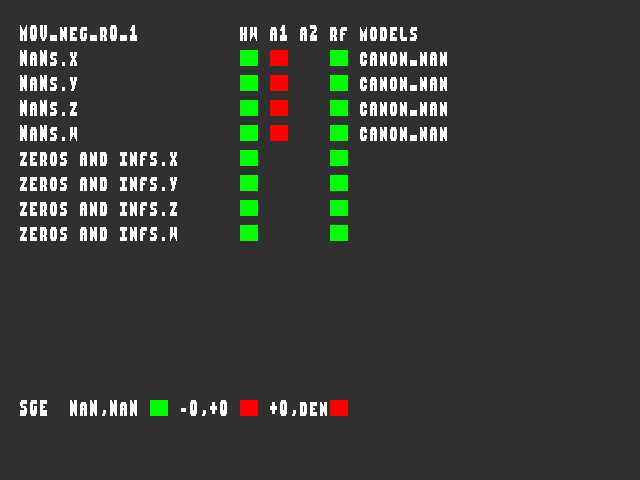 MOV_NEG_R0_1 HW A1 A2 RF MODELS
NANS.X CANON_NAN
NANS.Y CANON_NAN
NANS.Z CANON_NAN
NANS.W CANON_NAN
ZEROS AND INFS.X
ZEROS AND INFS.Y
ZEROS AND INFS.Z
ZEROS AND INFS.W
SGE NAN,NAN -0,+0 +0,DEN